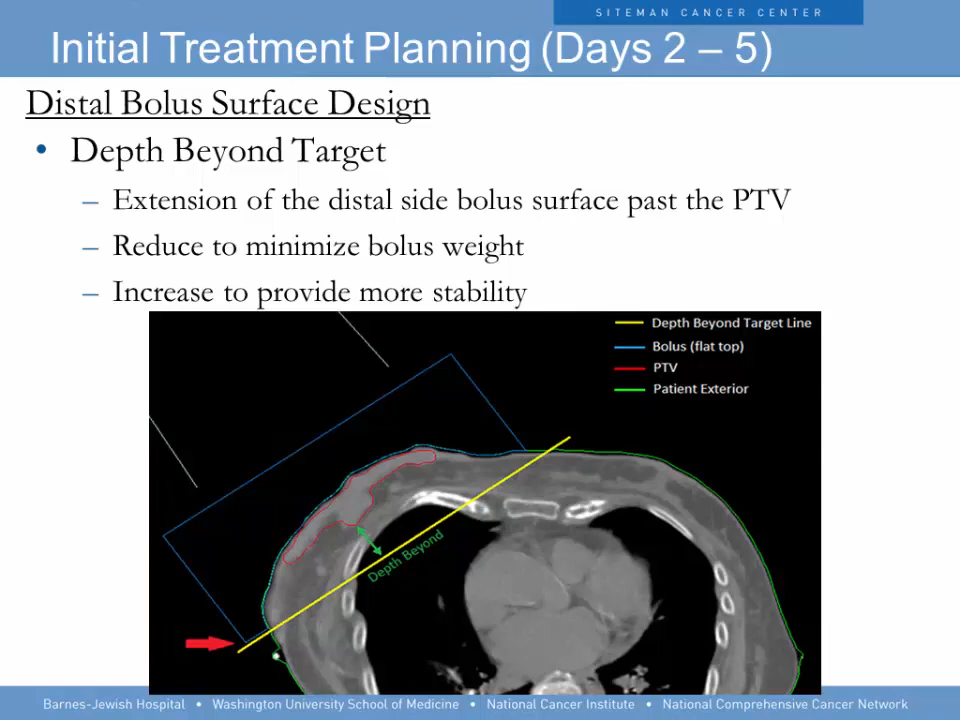 SITEMAN CANCER CENTER
Initial Treatment Planning (Days 2 – 5)
Distal Bolus Surface Design
• Depth Beyond Target
– Extension of the distal side bolus surface past the PTV
– Reduce to minimize bolus weight
– Increase to provide more stability
Depth Beyond Target Line
Bolus (flat top)
PTV
Patient Exterior
Depth Beyond
Barnes-Jewish Hospital • Washington University School of Medicine • National Cancer Institute • National Comprehensive Cancer Network